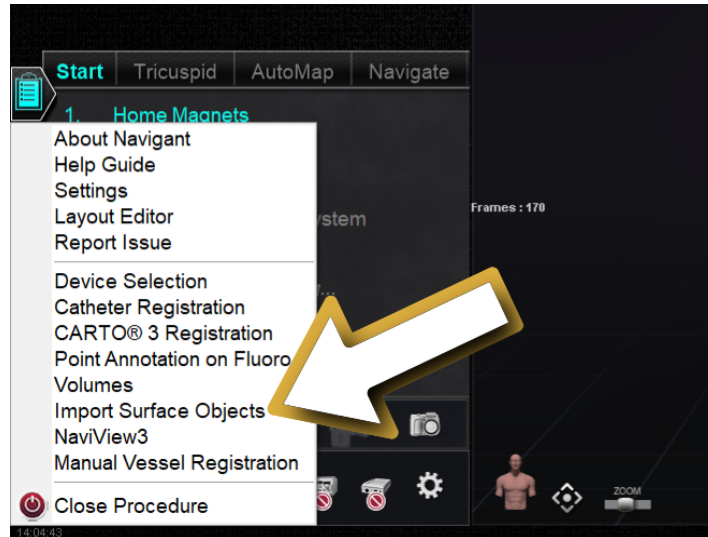 Start Tricuspid AutoMap Navigate
1. Home Magnets
About Navigant
Help Guide
Settings
Layout Editor
Report Issue
Device Selection
Catheter Registration
CARTO® 3 Registration
Point Annotation on Fluoro
Volumes
Import Surface Objects
NaviView3
Manual Vessel Registration
Close Procedure
Frames : 170
ZOOM
14:04:43